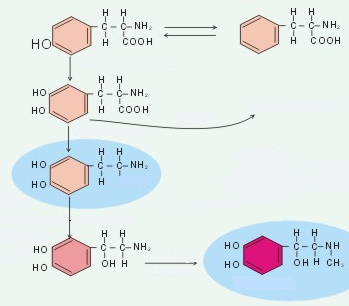 H H
C - C - NH₂
HO H COOH
H H
C - C - NH₂
H COOH
HO H H
HO C - C - NH₂
H COOH
HO H H
HO C - C - NH₂
H
HO H H
HO C - C - NH₂
OH H
HO H H
HO C - C - NH
OH H CH₃